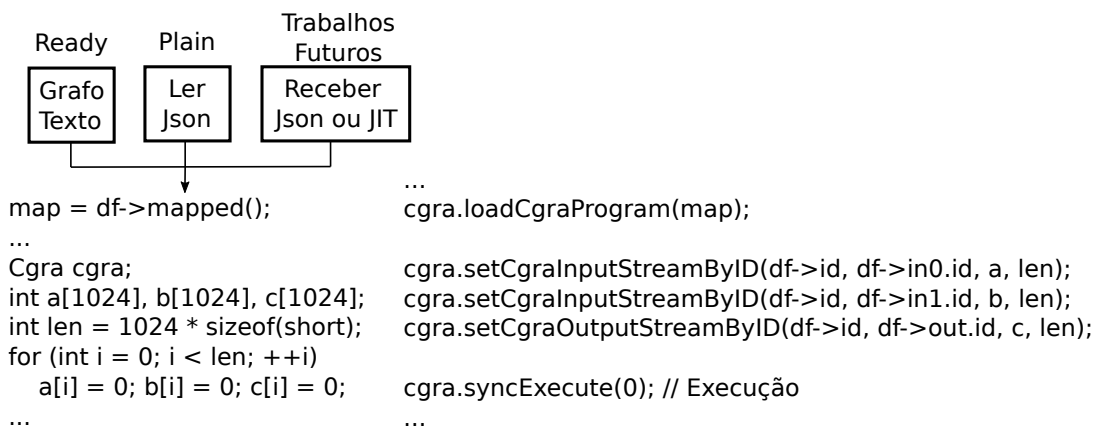 Ready
Plain
Trabalhos
Futuros
Grafo
Texto
Ler
Json
Receber
Json ou JIT
map = df->mapped();
...
Cgra cgra;
int a[1024], b[1024], c[1024];
int len = 1024 * sizeof(short);
for (int i = 0; i < len; ++i)
a[i] = 0; b[i] = 0; c[i] = 0;
...
...
cgra.loadCgraProgram(map);
cgra.setCgraInputStreamByID(df->id, df->in0.id, a, len);
cgra.setCgraInputStreamByID(df->id, df->in1.id, b, len);
cgra.setCgraOutputStreamByID(df->id, df->out.id, c, len);
cgra.syncExecute(0); // Execução
...